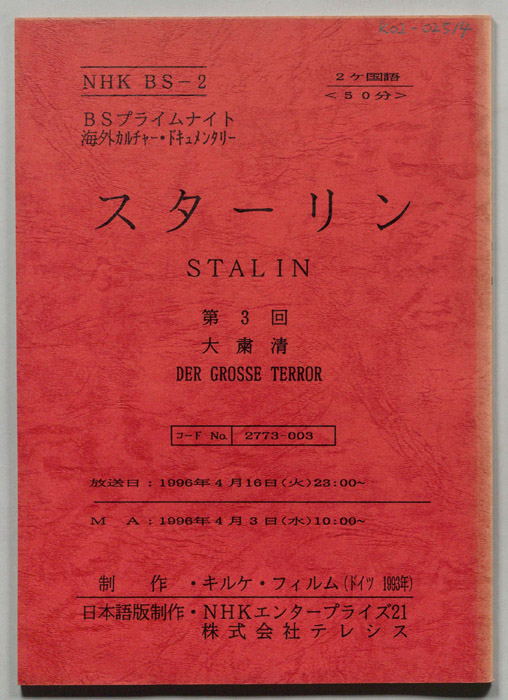 K02-02514
NHK BS-2
2ヶ国語
<50分>
BSプライムナイト
海外カルチャー・ドキュメンタリー
スターリン
STALIN
第3回
大粛清
DER GROSSE TERROR
コード No. 2773-003
放送日:1996年4月16日(火)23:00~
MA:1996年4月3日(水)10:00~
制作・キルケ・フィルム(ドイツ 1993年)
日本語版制作・NHKエンタープライズ21
株式会社テレシス